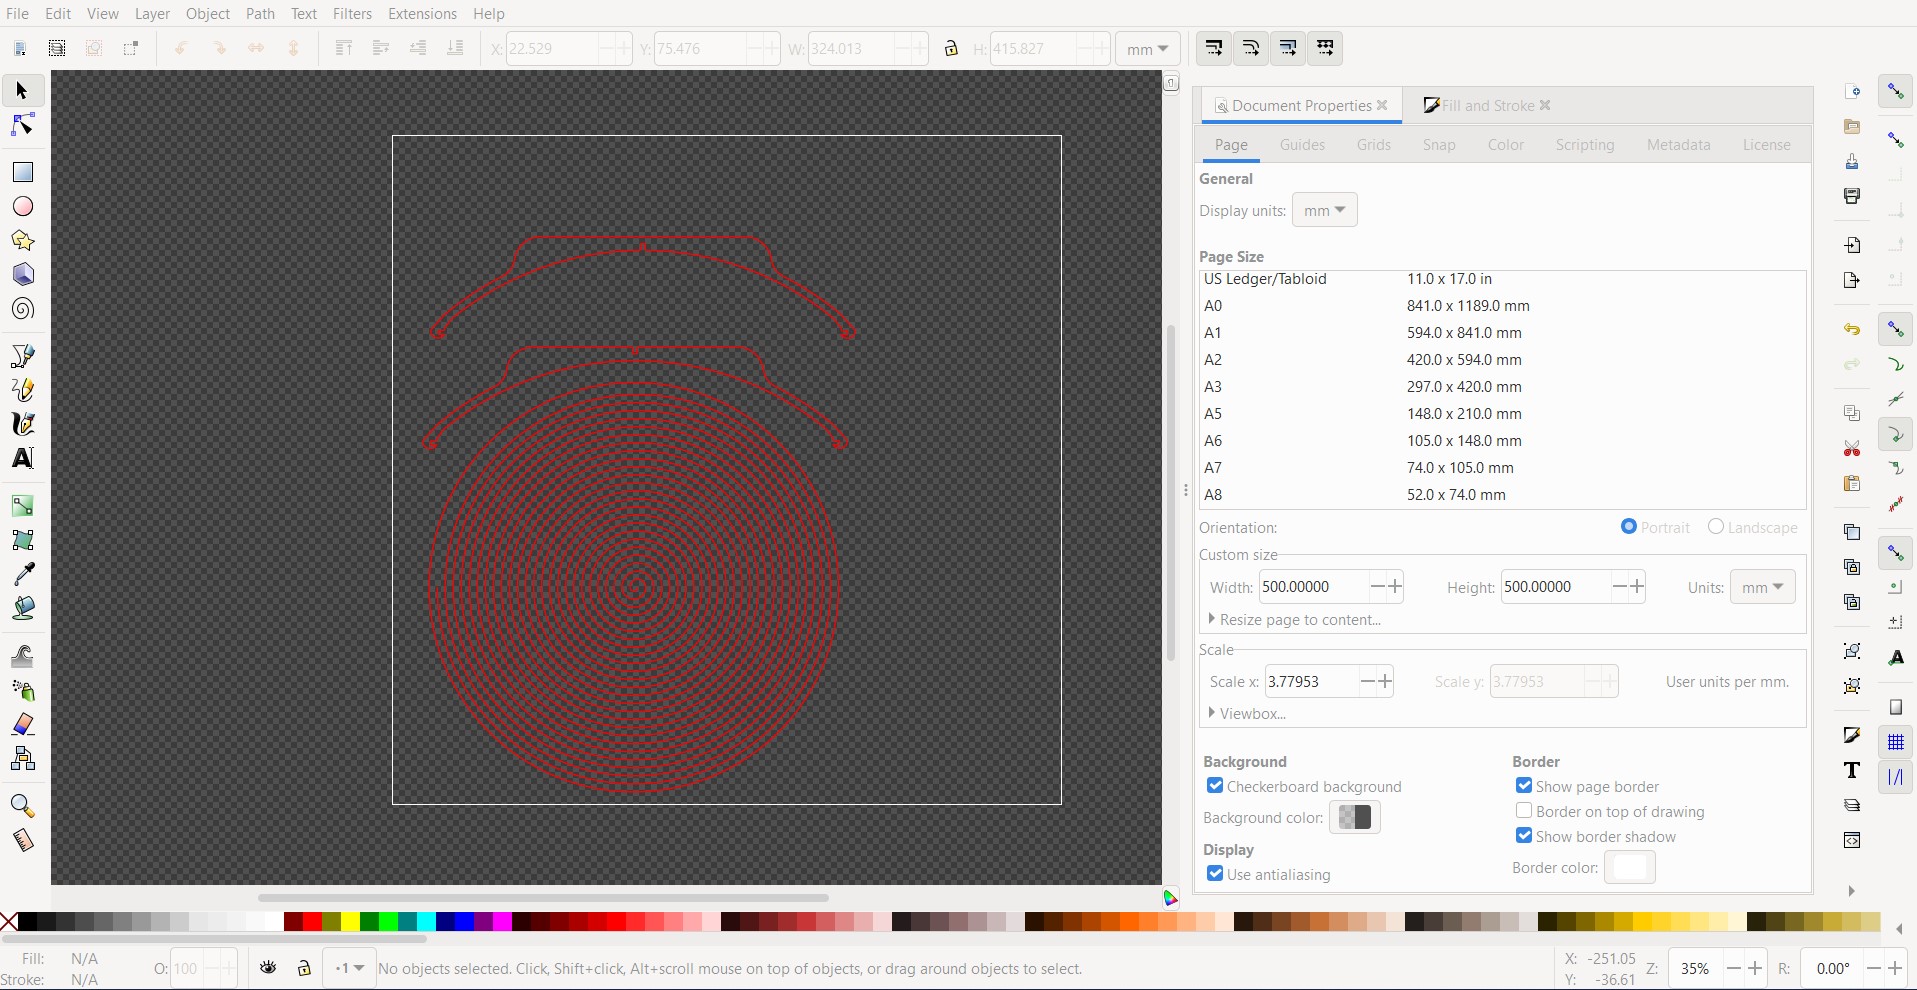 File Edit View Layer Object Path Text Filters Extensions Help
X: 22.529 Y: 75.476 W: 324.013 H: 415.827 mm
Document Properties Fill and Stroke
Page Guides Grids Snap Color Scripting Metadata License
General
Display units: mm
Page Size
US Ledger/Tabloid 11.0 x 17.0 in
A0 841.0 x 1189.0 mm
A1 594.0 x 841.0 mm
A2 420.0 x 594.0 mm
A3 297.0 x 420.0 mm
A5 148.0 x 210.0 mm
A6 105.0 x 148.0 mm
A7 74.0 x 105.0 mm
A8 52.0 x 74.0 mm
Orientation: Portrait Landscape
Custom size
Width: 500.00000 Height: 500.00000 Units: mm
Resize page to content...
Scale
Scale x: 3.77953 Scale y: 3.77953 User units per mm.
Viewbox...
Background Border
Checkerboard background Show page border
Border on top of drawing
Background color:
Show border shadow
Display
Border color:
Use antialiasing
Fill: N/A
Stroke: N/A
O: 100
•1
No objects selected. Click, Shift+click, Alt+scroll mouse on top of objects, or drag around objects to select.
X: -251.05
Y: -36.61
Z: 35% R: 0.00°